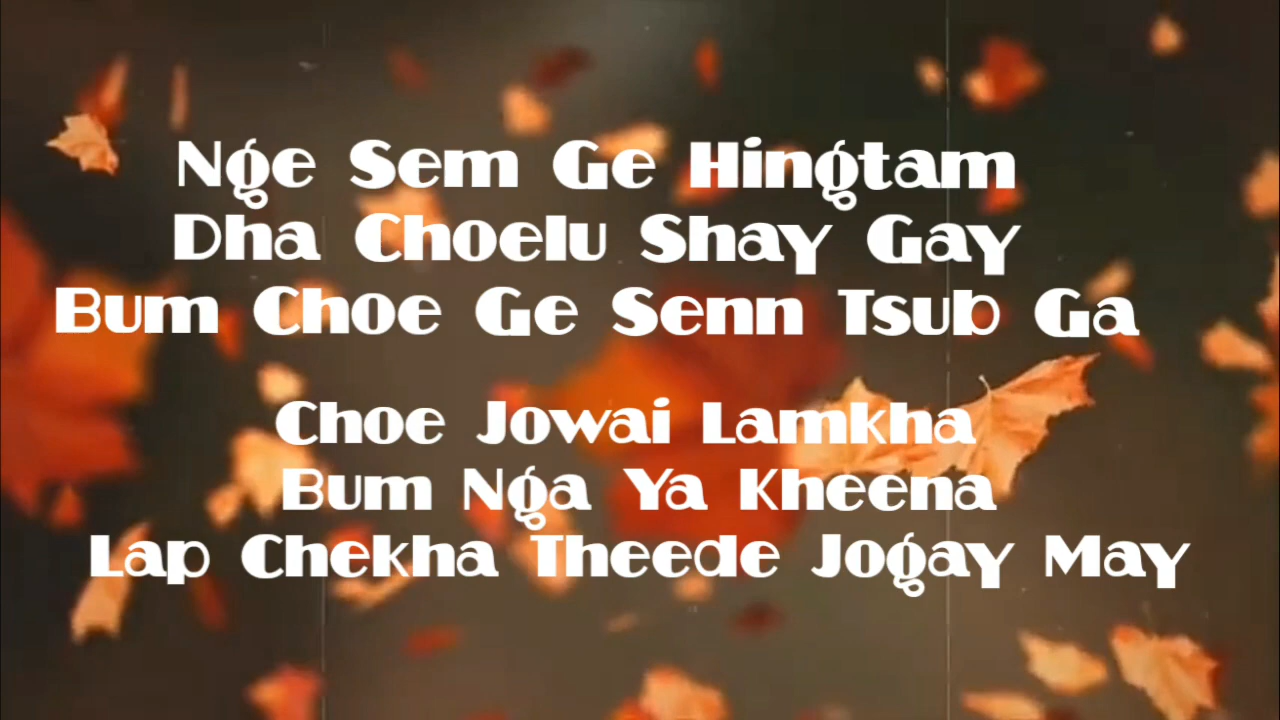 Nge Sem Ge Hingtam
Dha Choelu Shay Gay
Bum Choe Ge Senn Tsub Ga
Choe Jowai Lamkha
Bum Nga Ya Kheena
Lap Chekha Theede Jogay May